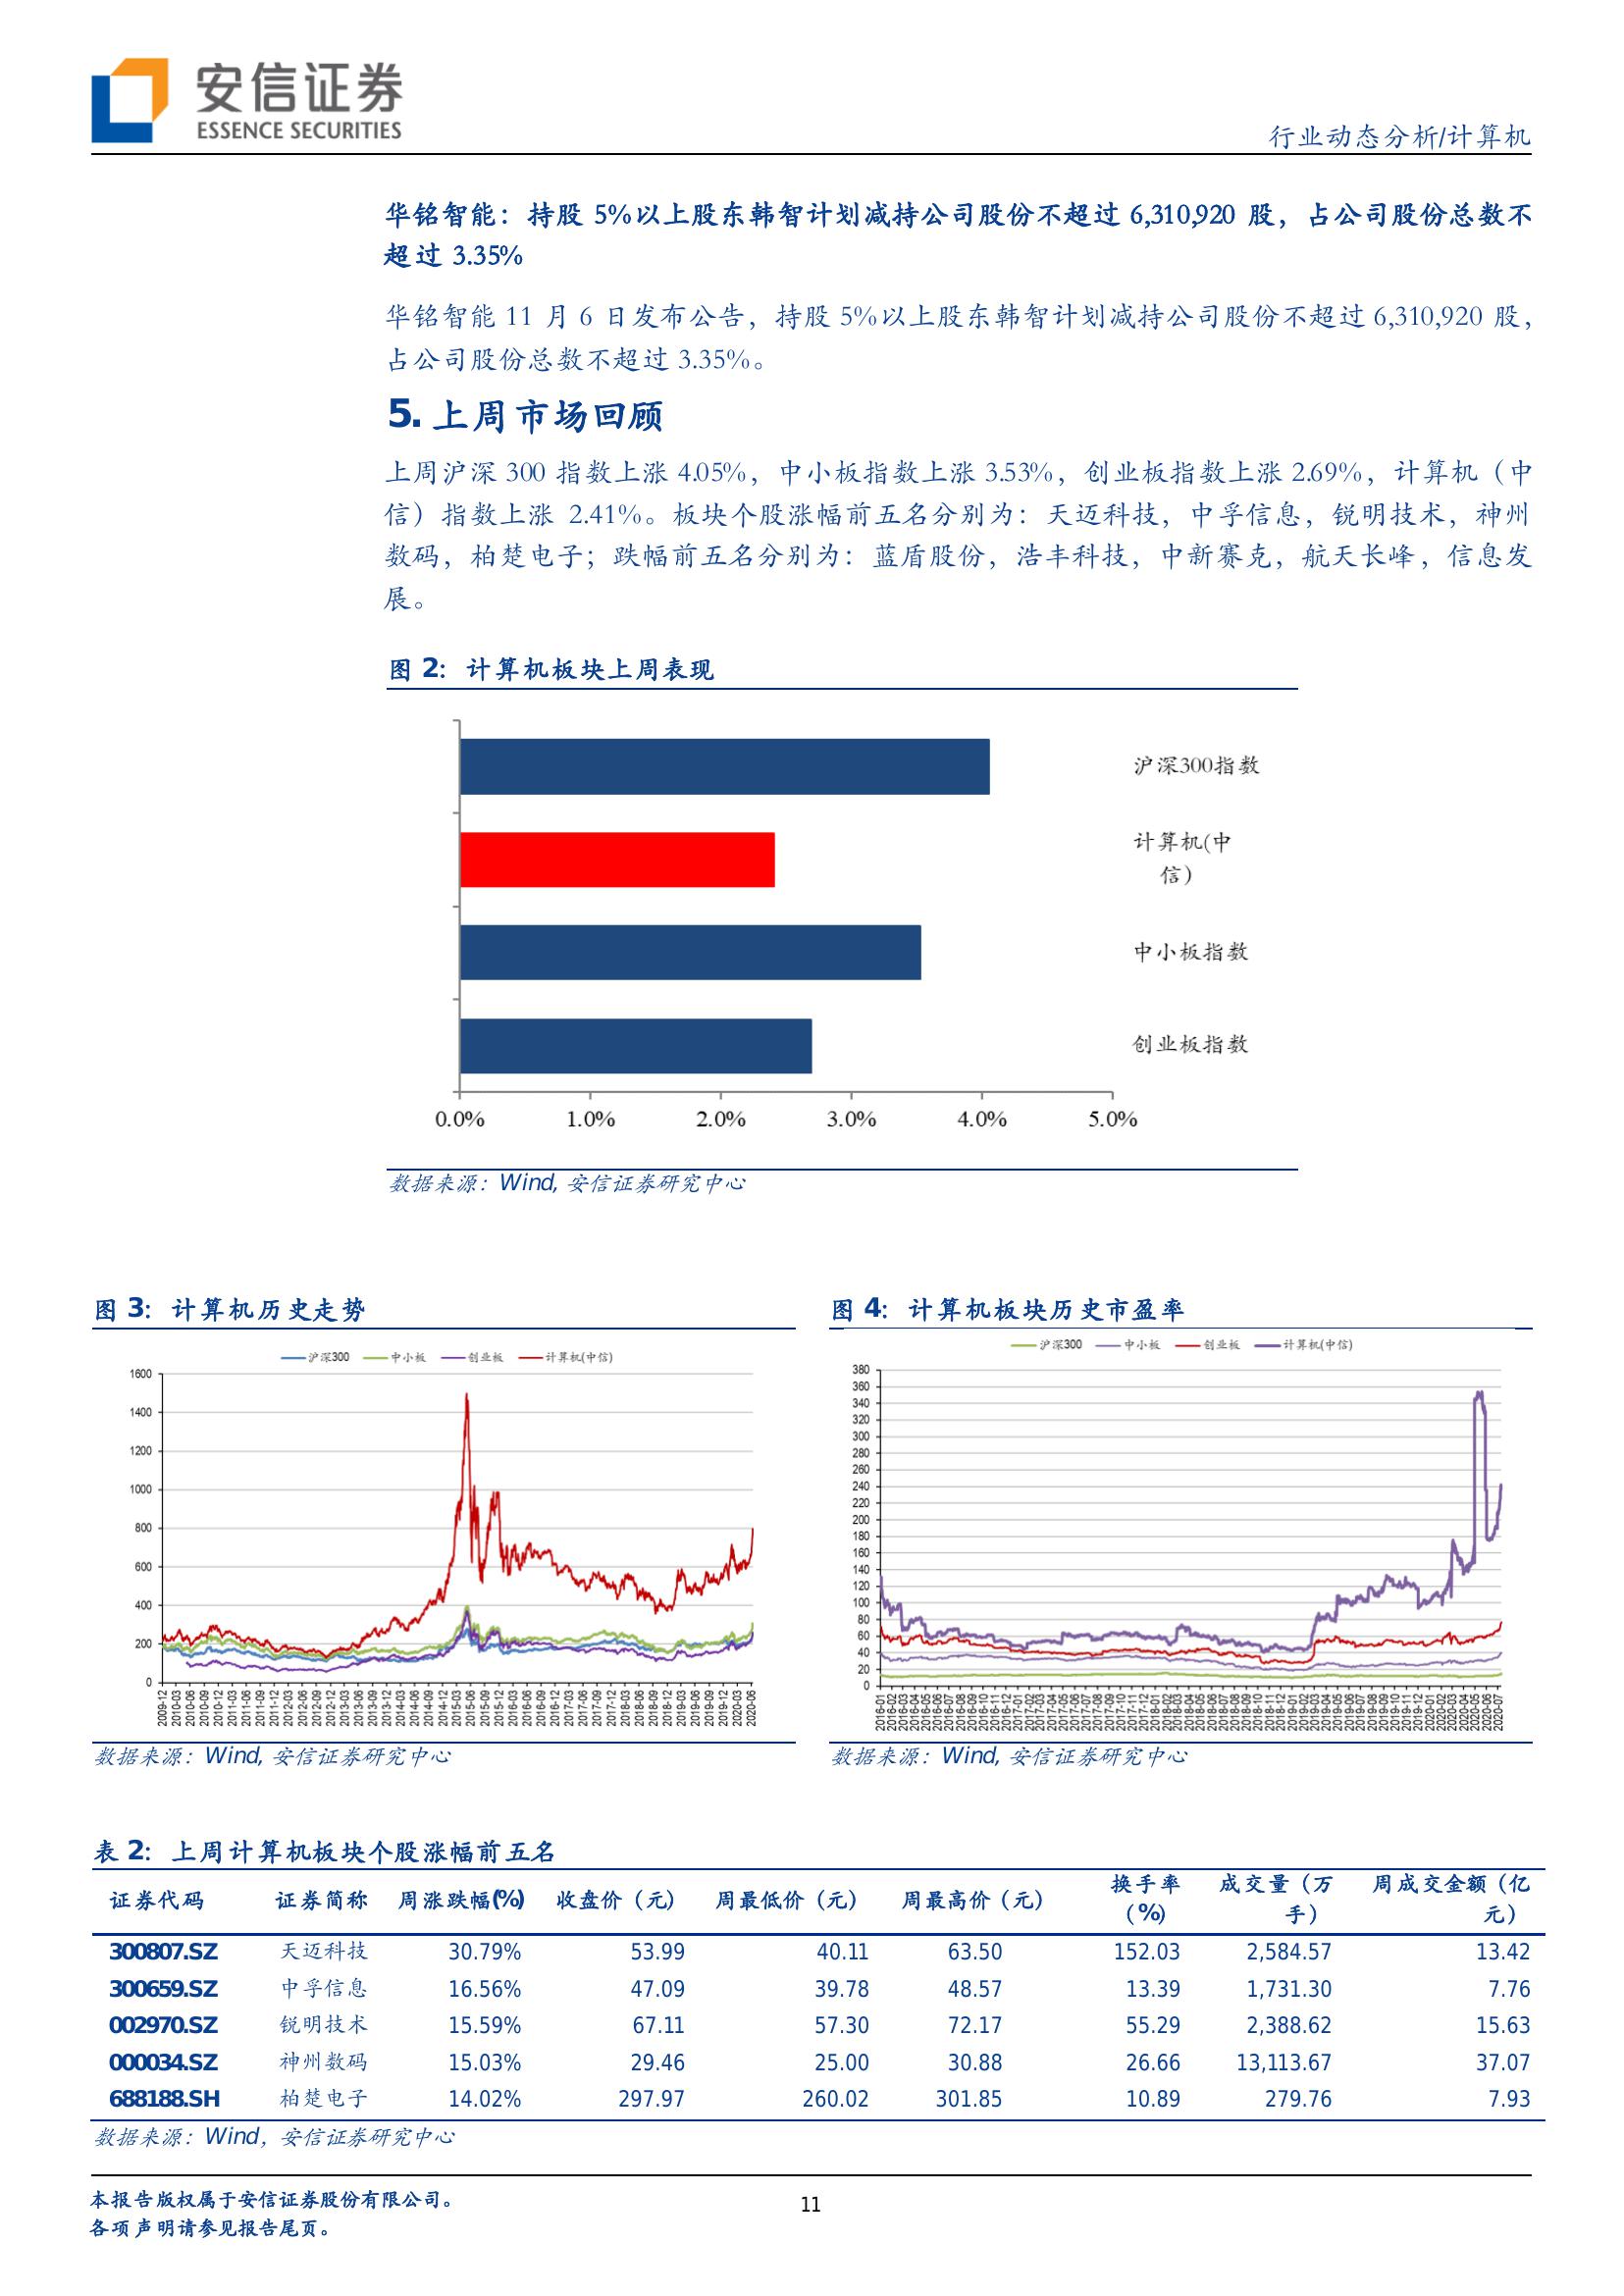 安信证券
ESSENCE SECURITIES
行业动态分析/计算机
华铭智能：持股 5%以上股东韩智计划减持公司股份不超过 6,310,920 股，占公司股份总数不
超过 3.35%
华铭智能 11 月 6 日发布公告，持股 5%以上股东韩智计划减持公司股份不超过 6,310,920 股，
占公司股份总数不超过 3.35%。
5. 上周市场回顾
上周沪深 300 指数上涨 4.05%，中小板指数上涨 3.53%，创业板指数上涨 2.69%，计算机（中
信）指数上涨 2.41%。板块个股涨幅前五名分别为：天迈科技，中孚信息，锐明技术，神州
数码，柏楚电子；跌幅前五名分别为：蓝盾股份，浩丰科技，中新赛克，航天长峰，信息发
展。
图 2：计算机板块上周表现
沪深300指数
计算机(中
信)
中小板指数
创业板指数
0.0% 1.0% 2.0% 3.0% 4.0% 5.0%
数据来源：Wind, 安信证券研究中心
图 3：计算机历史走势
沪深300 中小板 创业板 计算机(中信)
1600
1400
1200
1000
800
600
400
200
0
2009-12 2010-03 2010-06 2010-09 2010-12 2011-03 2011-06 2011-09 2011-12 2012-03 2012-06 2012-09 2012-12 2013-03 2013-06 2013-09 2013-12 2014-03 2014-06 2014-09 2014-12 2015-03 2015-06 2015-09 2015-12 2016-03 2016-06 2016-09 2016-12 2017-03 2017-06 2017-09 2017-12 2018-03 2018-06 2018-09 2018-12 2019-03 2019-06 2019-09 2019-12 2020-03 2020-06
数据来源：Wind, 安信证券研究中心
图 4：计算机板块历史市盈率
沪深300 中小板 创业板 计算机(中信)
380
360
340
320
300
280
260
240
220
200
180
160
140
120
100
80
60
40
20
0
2016-01 2016-02 2016-03 2016-04 2016-05 2016-06 2016-07 2016-08 2016-09 2016-10 2016-11 2016-12 2017-01 2017-02 2017-03 2017-04 2017-05 2017-06 2017-07 2017-08 2017-09 2017-10 2017-11 2017-12 2018-01 2018-02 2018-03 2018-04 2018-05 2018-06 2018-07 2018-08 2018-09 2018-10 2018-11 2018-12 2019-01 2019-02 2019-03 2019-04 2019-05 2019-06 2019-07 2019-08 2019-09 2019-10 2019-11 2019-12 2020-01 2020-02 2020-03 2020-04 2020-05 2020-06 2020-07
数据来源：Wind, 安信证券研究中心
表 2：上周计算机板块个股涨幅前五名
证券代码 证券简称 周涨跌幅(%) 收盘价（元） 周最低价（元） 周最高价（元） 换手率（%） 成交量（万手） 周成交金额（亿元）
300807.SZ 天迈科技 30.79% 53.99 40.11 63.50 152.03 2,584.57 13.42
300659.SZ 中孚信息 16.56% 47.09 39.78 48.57 13.39 1,731.30 7.76
002970.SZ 锐明技术 15.59% 67.11 57.30 72.17 55.29 2,388.62 15.63
000034.SZ 神州数码 15.03% 29.46 25.00 30.88 26.66 13,113.67 37.07
688188.SH 柏楚电子 14.02% 297.97 260.02 301.85 10.89 279.76 7.93
数据来源：Wind，安信证券研究中心
本报告版权属于安信证券股份有限公司。
各项声明请参见报告尾页。
11